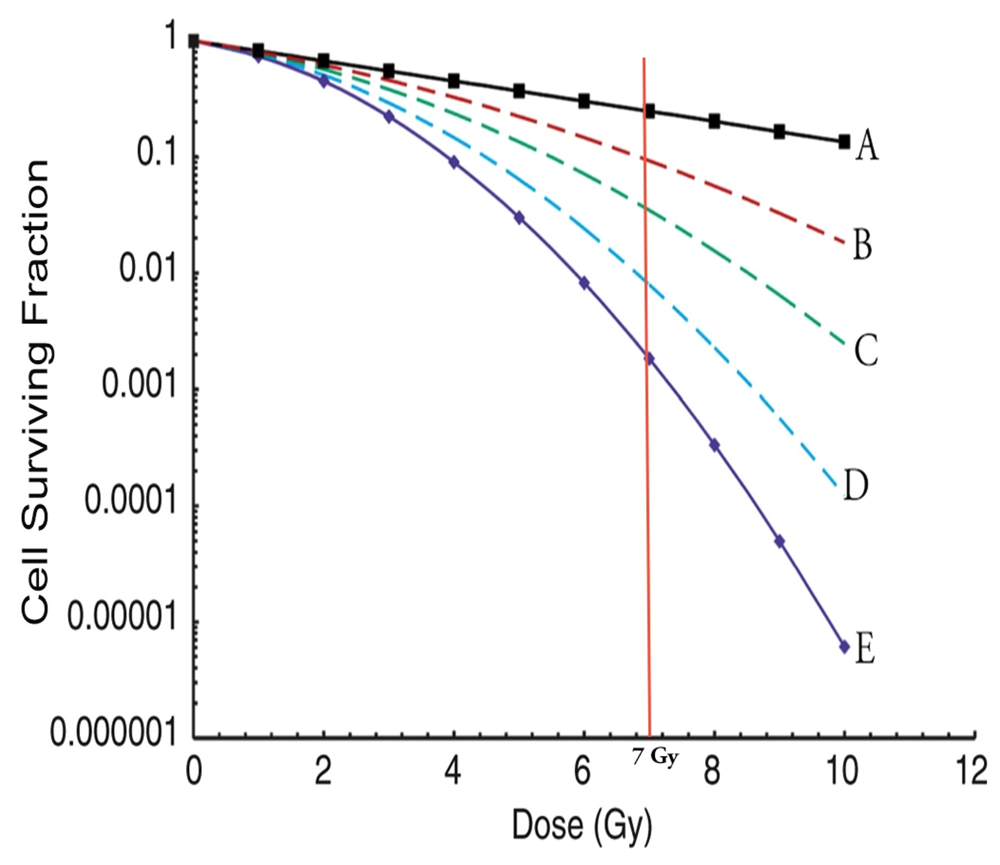 Cell Surviving Fraction
1
0.1
0.01
0.001
0.0001
0.00001
0.000001
A
B
C
D
E
7 Gy
0 2 4 6 8 10 12
Dose (Gy)